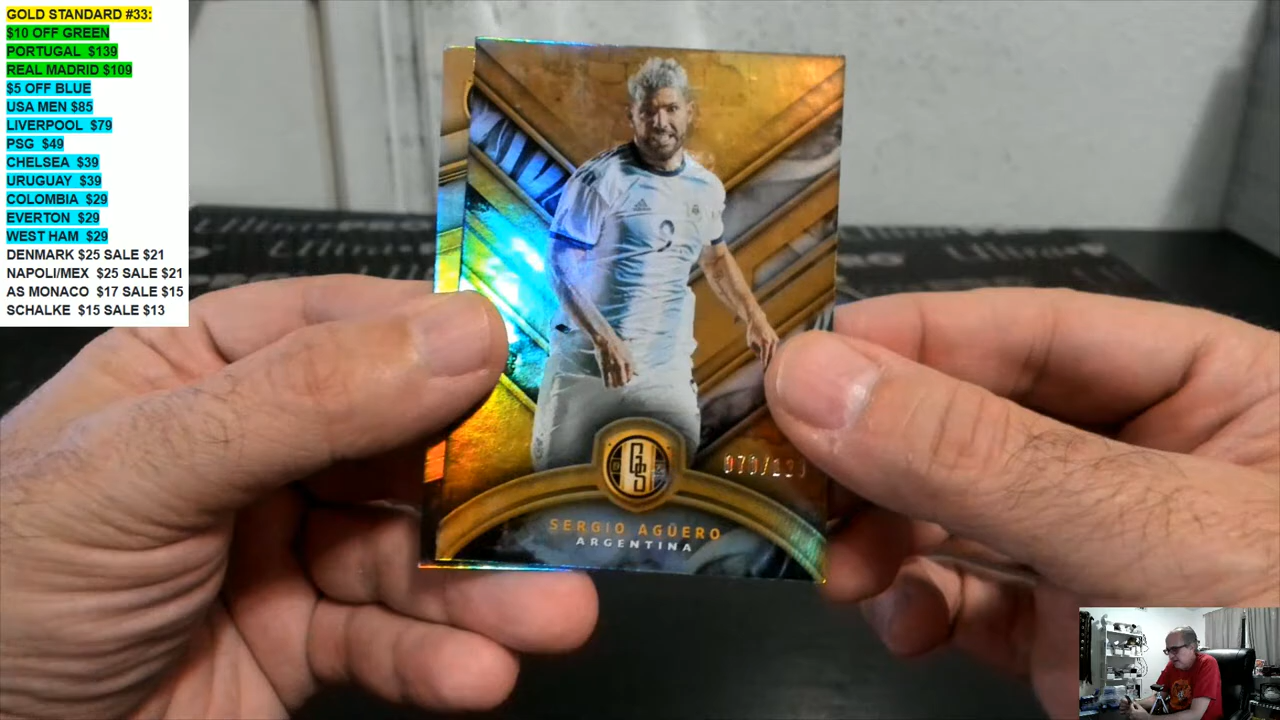 GOLD STANDARD #33:
$10 OFF GREEN
PORTUGAL $139
REAL MADRID $109
$5 OFF BLUE
USA MEN $85
LIVERPOOL $79
PSG $49
CHELSEA $39
URUGUAY $39
COLOMBIA $29
EVERTON $29
WEST HAM $29
DENMARK $25 SALE $21
NAPOLI/MEX $25 SALE $21
AS MONACO $17 SALE $15
SCHALKE $15 SALE $13
9
GS
SERGIO AGÜERO
ARGENTINA